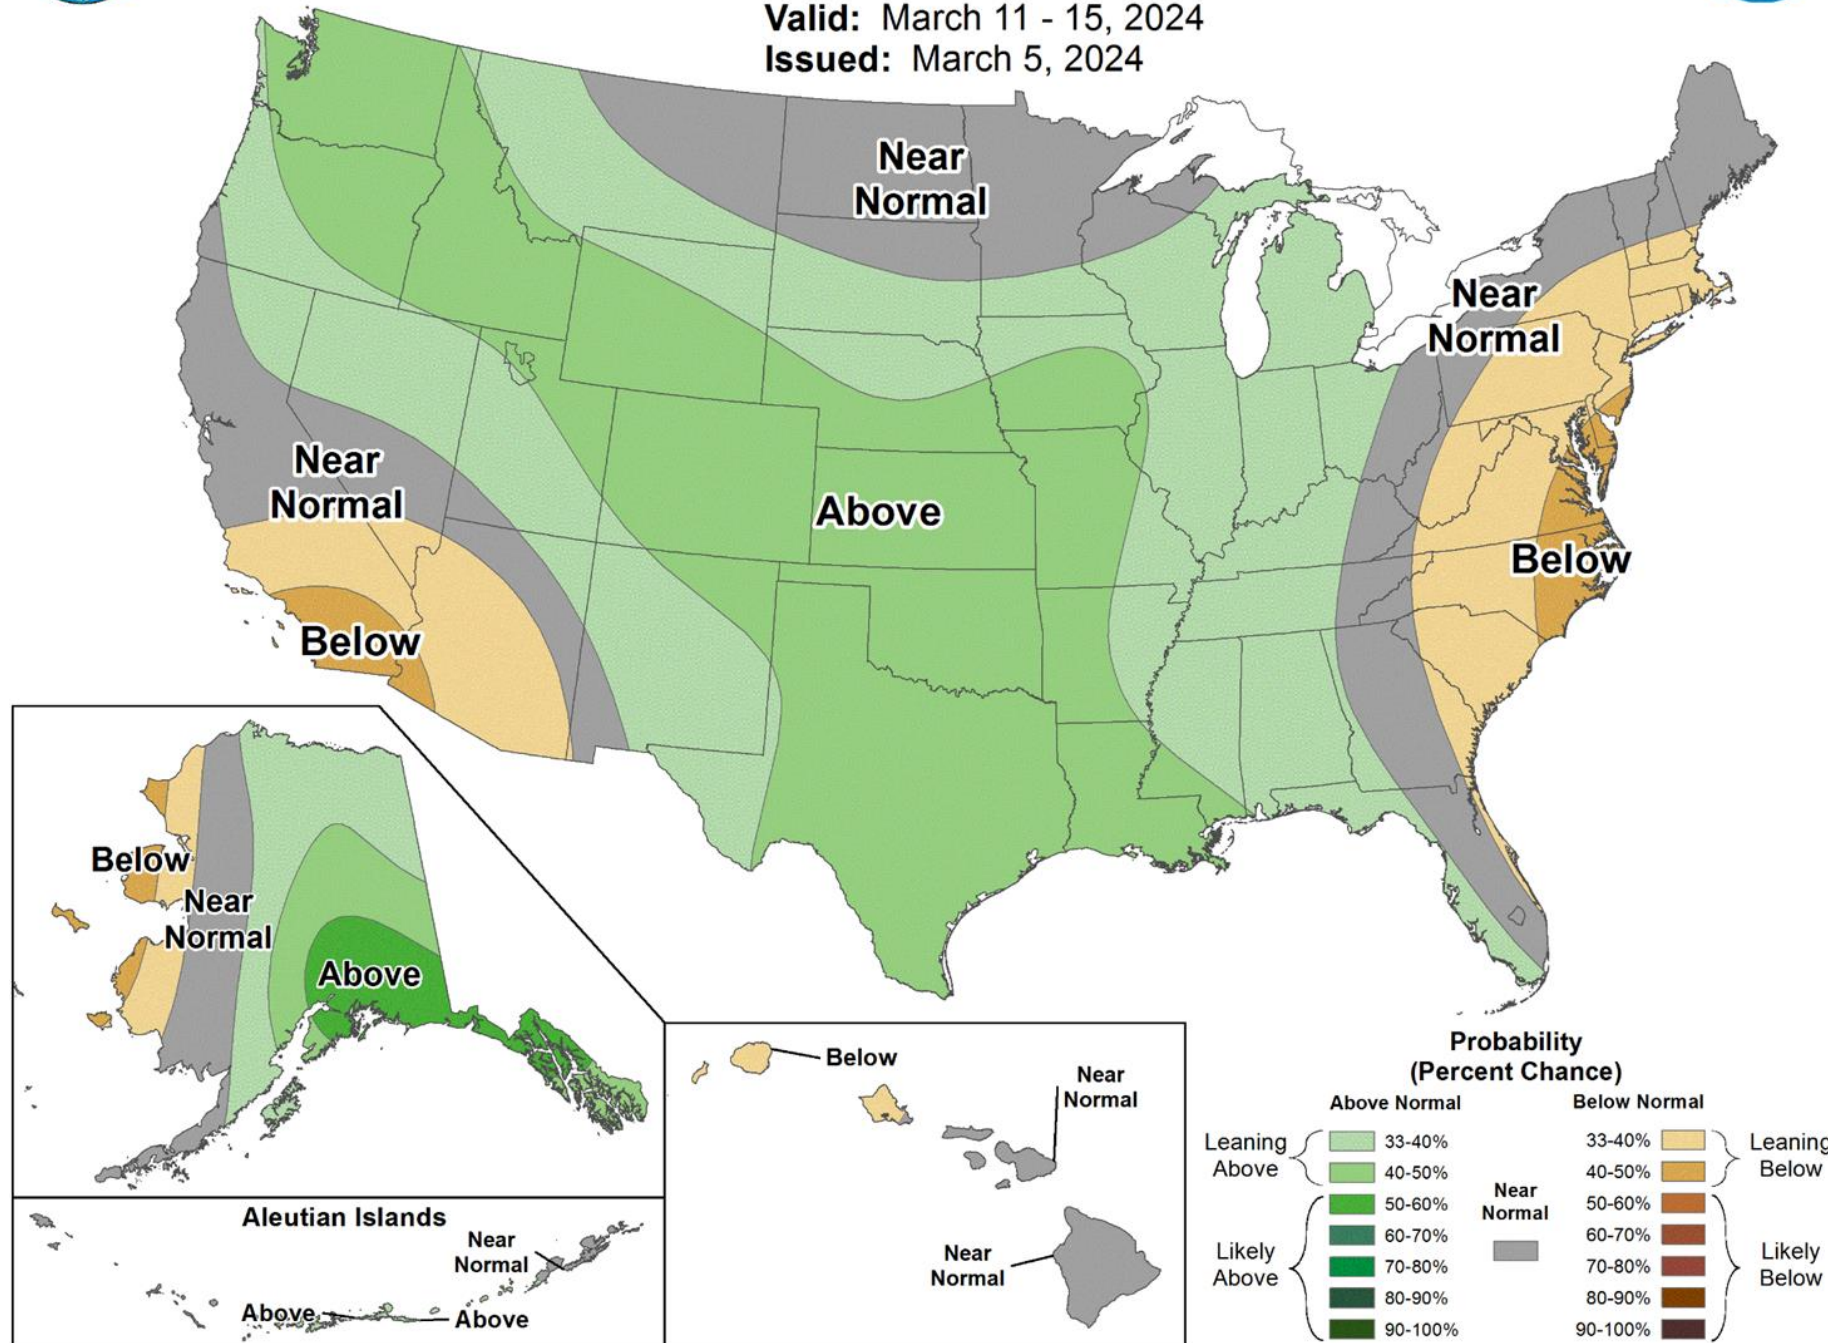 Valid: March 11 - 15, 2024
Issued: March 5, 2024
Near
Normal
Near
Normal
Near
Normal
Above
Below
Below
Below
Near
Normal
Above
Aleutian Islands
Near
Normal
Above
Above
Below
Near
Normal
Near
Normal
Probability
(Percent Chance)
Above Normal
Below Normal
Leaning
Above
33-40%
40-50%
Likely
Above
50-60%
60-70%
70-80%
80-90%
90-100%
Near
Normal
33-40%
40-50%
Leaning
Below
50-60%
60-70%
70-80%
80-90%
90-100%
Likely
Below